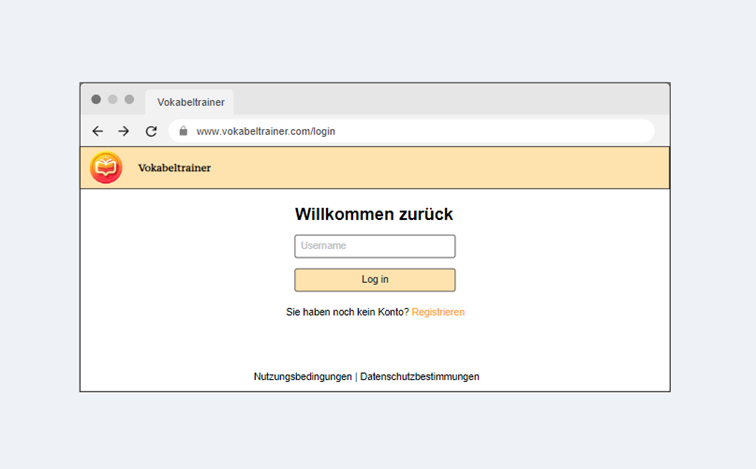 Vokabeltrainer
www.vokabeltrainer.com/login
Vokabeltrainer
Willkommen zurück
Username
Log in
Sie haben noch kein Konto? Registrieren
Nutzungsbedingungen | Datenschutzbestimmungen